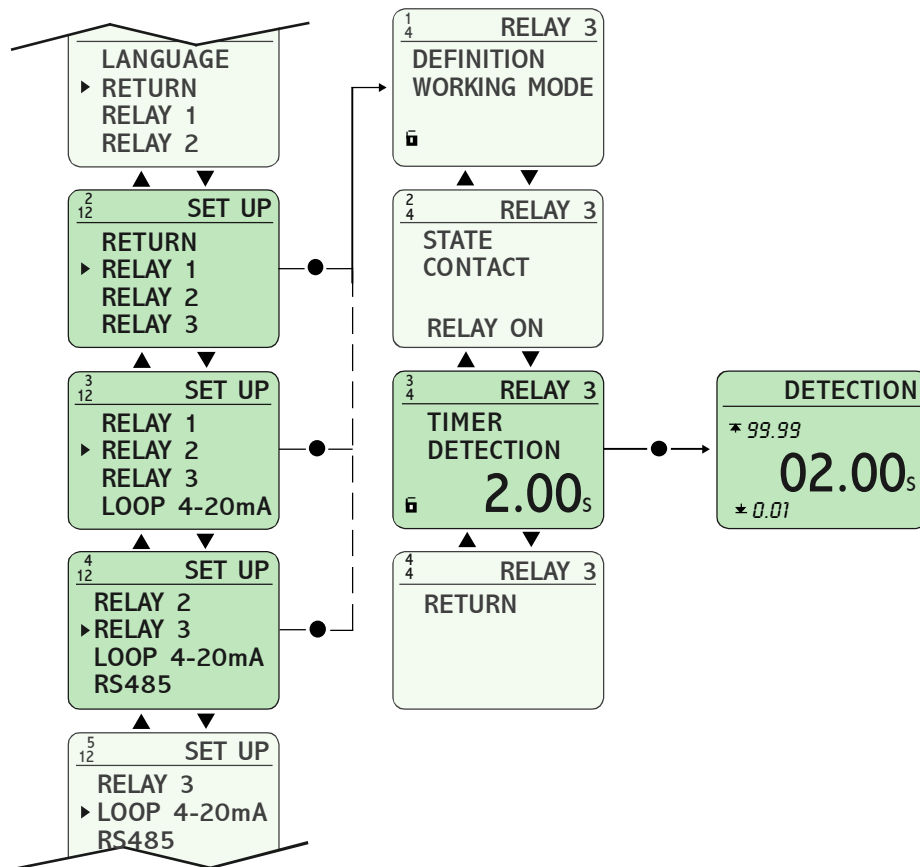 LANGUAGE
RETURN
RELAY 1
RELAY 2
2
12
SET UP
RETURN
RELAY 1
RELAY 2
RELAY 3
3
12
SET UP
RELAY 1
RELAY 2
RELAY 3
LOOP 4-20mA
4
12
SET UP
RELAY 2
RELAY 3
LOOP 4-20mA
RS485
5
12
SET UP
RELAY 3
LOOP 4-20mA
RS485
1
4
RELAY 3
DEFINITION
WORKING MODE
2
4
RELAY 3
STATE
CONTACT
RELAY ON
3
4
RELAY 3
TIMER
DETECTION
2.00s
4
4
RELAY 3
RETURN
DETECTION
99.99
02.00s
0.01